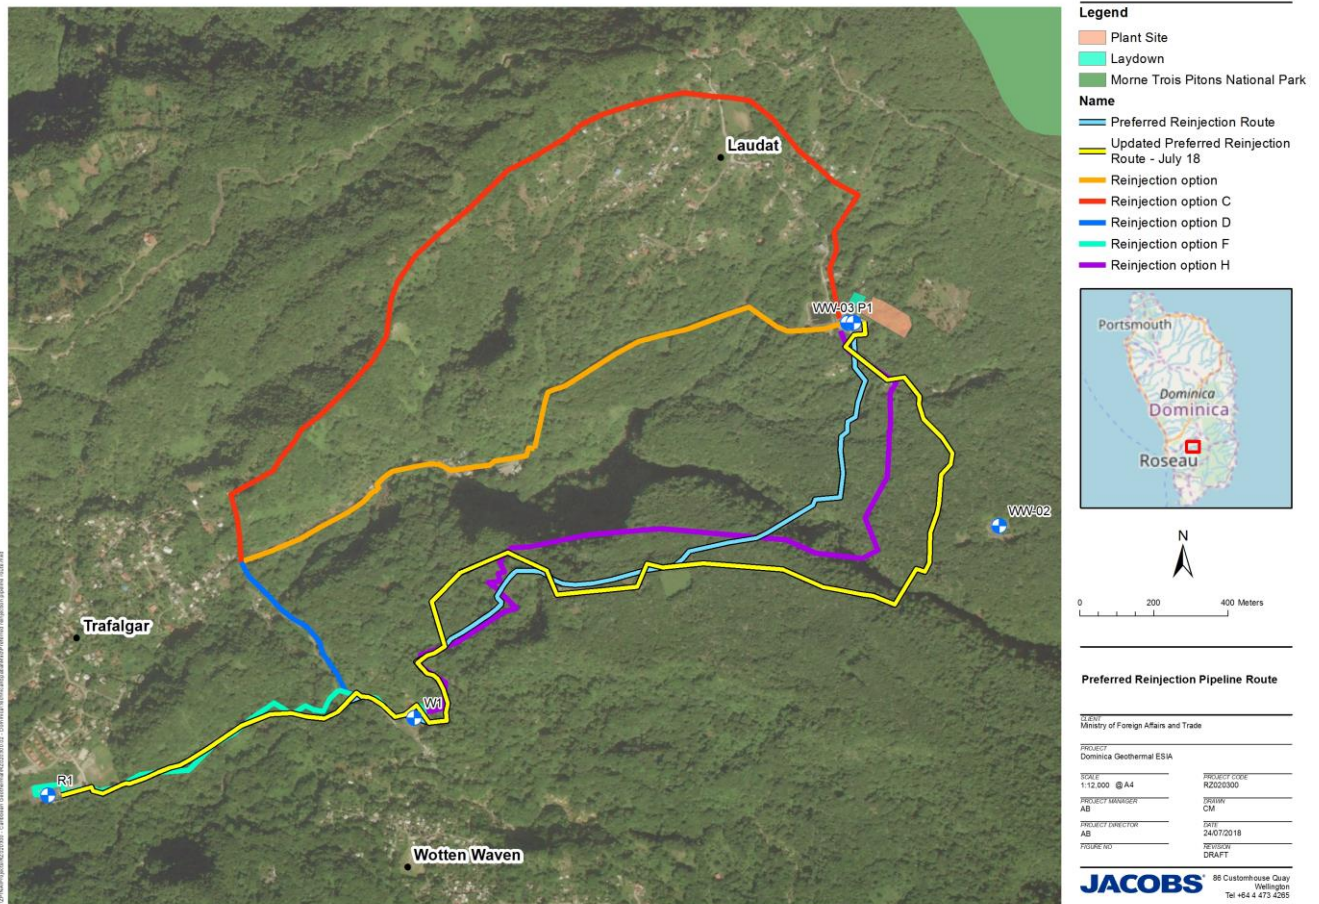 Legend
Plant Site
Laydown
Morne Trois Pitons National Park
Name
Preferred Reinjection Route
Updated Preferred Reinjection
Route - July 18
Reinjection option
Reinjection option C
Reinjection option D
Reinjection option F
Reinjection option H
Laudat
WW-03 P1
WW-02
Trafalgar
W1
R1
Wotten Waven
Portsmouth
Dominica
Dominica
Roseau
N
0 200 400 Meters
Preferred Reinjection Pipeline Route
CLIENT
Ministry of Foreign Affairs and Trade
PROJECT
Dominica Geothermal ESIA
SCALE
1:12,000 @ A4
PROJECT CODE
RZ020300
PROJECT MANAGER
AB
DRAWN
CM
PROJECT DIRECTOR
AB
DATE
24/07/2018
FIGURE NO
REVISION
DRAFT
JACOBS
86 Customhouse Quay
Wellington
Tel +64 4 473 4265